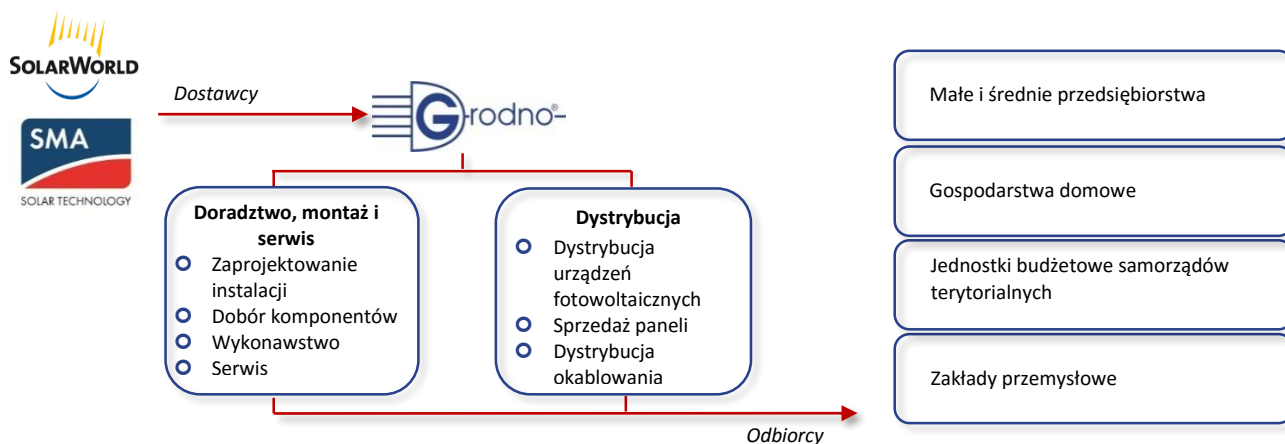 SOLARWORLD
SMA
SOLAR TECHNOLOGY
Dostawcy
Grodno®
Doradztwo, montaż i
serwis
Zaprojektowanie
instalacji
Dobór komponentów
Wykonawstwo
Serwis
Dystrybucja
Dystrybucja
urządzeń
fotowoltaicznych
Sprzedaż paneli
Dystrybucja
okablowania
Odbiorcy
Małe i średnie przedsiębiorstwa
Gospodarstwa domowe
Jednostki budżetowe samorządów
terytorialnych
Zakłady przemysłowe